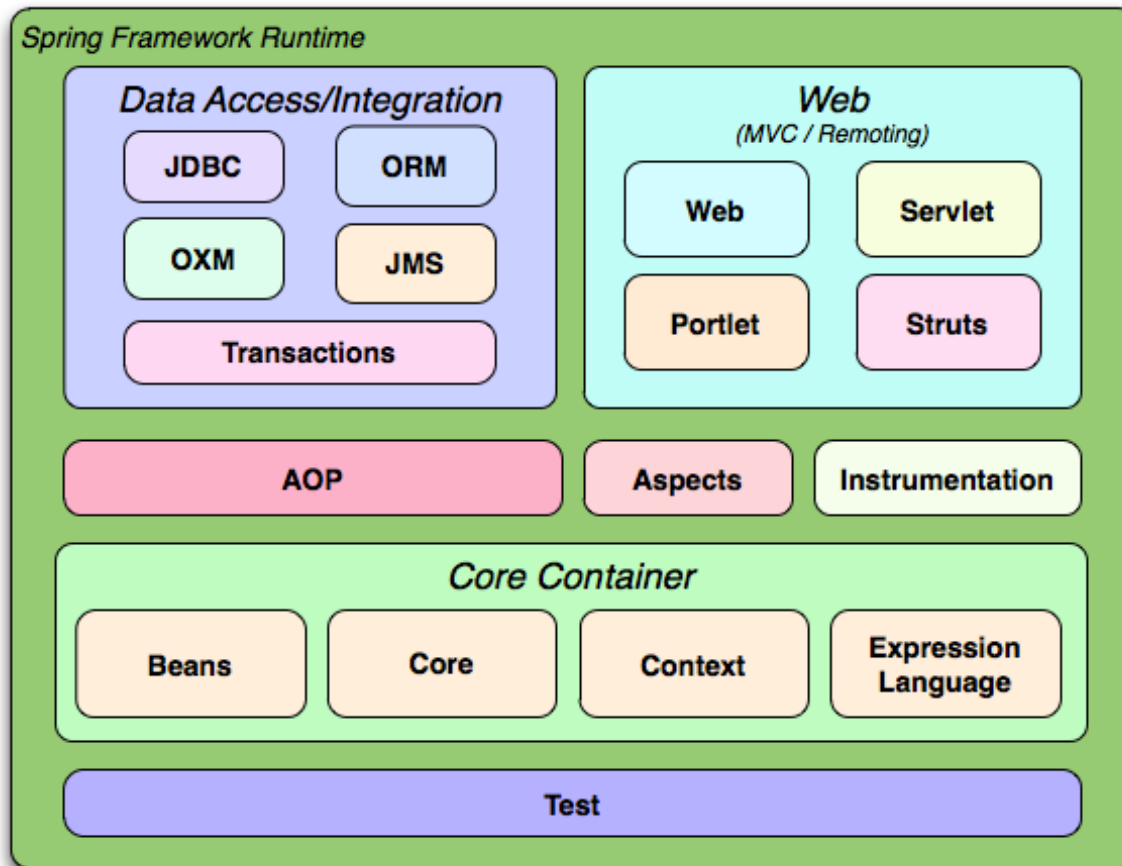 Spring Framework Runtime
Data Access/Integration
JDBC
ORM
OXM
JMS
Transactions
Web
(MVC / Remoting)
Web
Servlet
Portlet
Struts
AOP
Aspects
Instrumentation
Core Container
Beans
Core
Context
Expression
Language
Test